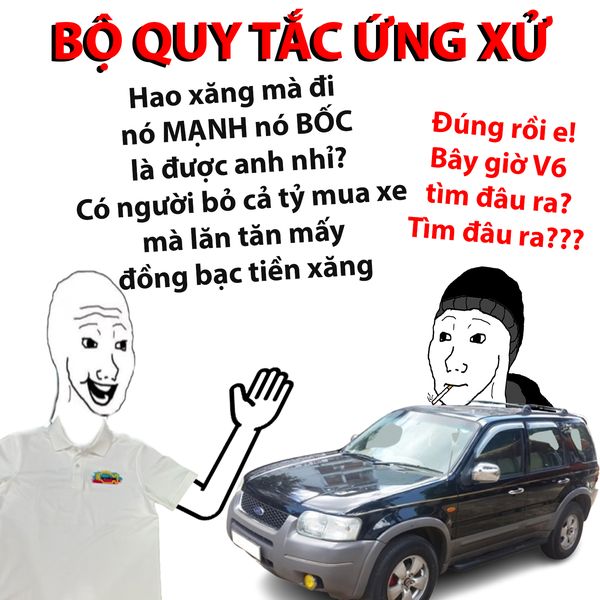 BỘ QUY TẮC ỨNG XỬ
Hao xăng mà đi
nó MẠNH nó BỐC
là được anh nhỉ?
Có người bỏ cả tỷ mua xe
mà lăn tăn mấy
đồng bạc tiền xăng
Đúng rồi e!
Bây giờ V6
tìm đâu ra?
Tìm đâu ra???